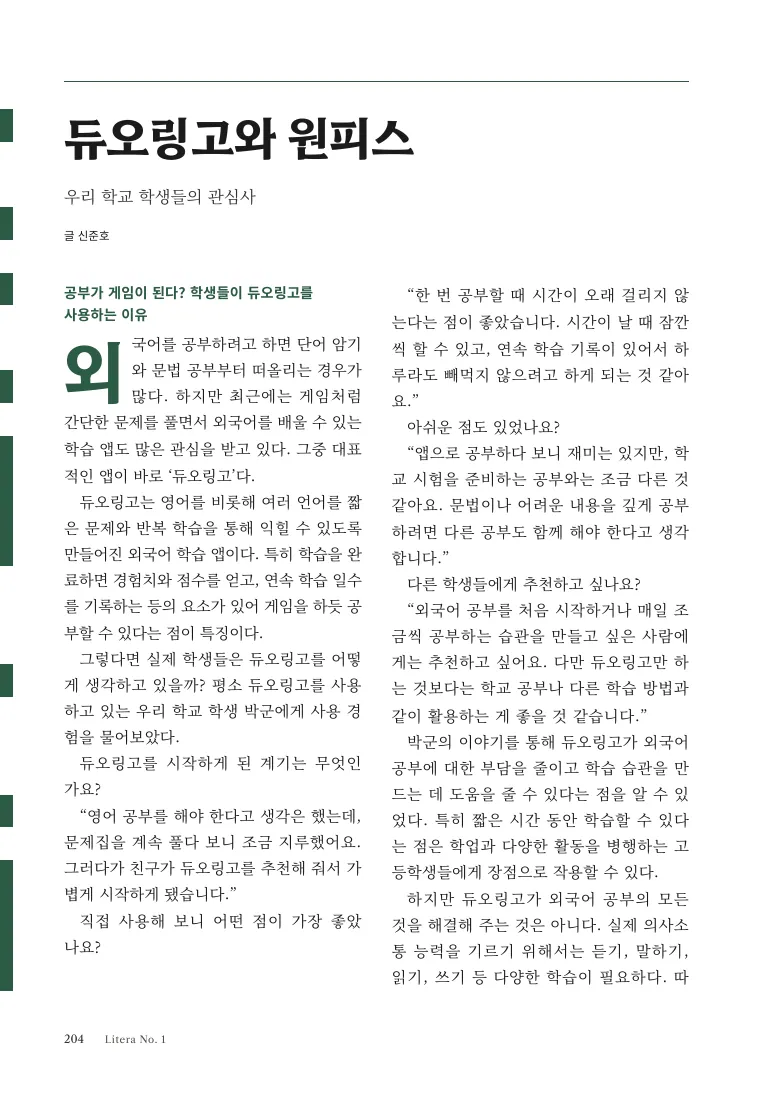 듀오링고와 원피스
우리 학교 학생들의 관심사
글 신준호
공부가 게임이 된다? 학생들이 듀오링고를
사용하는 이유
외국어를 공부하려고 하면 단어 암기
와 문법 공부부터 떠올리는 경우가
많다. 하지만 최근에는 게임처럼
간단한 문제를 풀면서 외국어를 배울 수 있는
학습 앱도 많은 관심을 받고 있다. 그중 대표
적인 앱이 바로 ‘듀오링고’다.
듀오링고는 영어를 비롯해 여러 언어를 짧
은 문제와 반복 학습을 통해 익힐 수 있도록
만들어진 외국어 학습 앱이다. 특히 학습을 완
료하면 경험치와 점수를 얻고, 연속 학습 일수
를 기록하는 등의 요소가 있어 게임을 하듯 공
부할 수 있다는 점이 특징이다.
그렇다면 실제 학생들은 듀오링고를 어떻
게 생각하고 있을까? 평소 듀오링고를 사용
하고 있는 우리 학교 학생 박군에게 사용 경
험을 물어보았다.
듀오링고를 시작하게 된 계기는 무엇인
가요?
“영어 공부를 해야 한다고 생각은 했는데,
문제집을 계속 풀다 보니 조금 지루했어요.
그러다가 친구가 듀오링고를 추천해 줘서 가
볍게 시작하게 됐습니다.”
직접 사용해 보니 어떤 점이 가장 좋았
나요?
“한 번 공부할 때 시간이 오래 걸리지 않
는다는 점이 좋았습니다. 시간이 날 때 잠깐
씩 할 수 있고, 연속 학습 기록이 있어서 하
루라도 빼먹지 않으려고 하게 되는 것 같아
요.”
아쉬운 점도 있었나요?
“앱으로 공부하다 보니 재미는 있지만, 학
교 시험을 준비하는 공부와는 조금 다른 것
같아요. 문법이나 어려운 내용을 깊게 공부
하려면 다른 공부도 함께 해야 한다고 생각
합니다.”
다른 학생들에게 추천하고 싶나요?
“외국어 공부를 처음 시작하거나 매일 조
금씩 공부하는 습관을 만들고 싶은 사람에
게는 추천하고 싶어요. 다만 듀오링고만 하
는 것보다는 학교 공부나 다른 학습 방법과
같이 활용하는 게 좋을 것 같습니다.”
박군의 이야기를 통해 듀오링고가 외국어
공부에 대한 부담을 줄이고 학습 습관을 만
드는 데 도움을 줄 수 있다는 점을 알 수 있
었다. 특히 짧은 시간 동안 학습할 수 있다
는 점은 학업과 다양한 활동을 병행하는 고
등학생들에게 장점으로 작용할 수 있다.
하지만 듀오링고가 외국어 공부의 모든
것을 해결해 주는 것은 아니다. 실제 의사소
통 능력을 기르기 위해서는 듣기, 말하기,
읽기, 쓰기 등 다양한 학습이 필요하다. 따
204 Litera No. 1